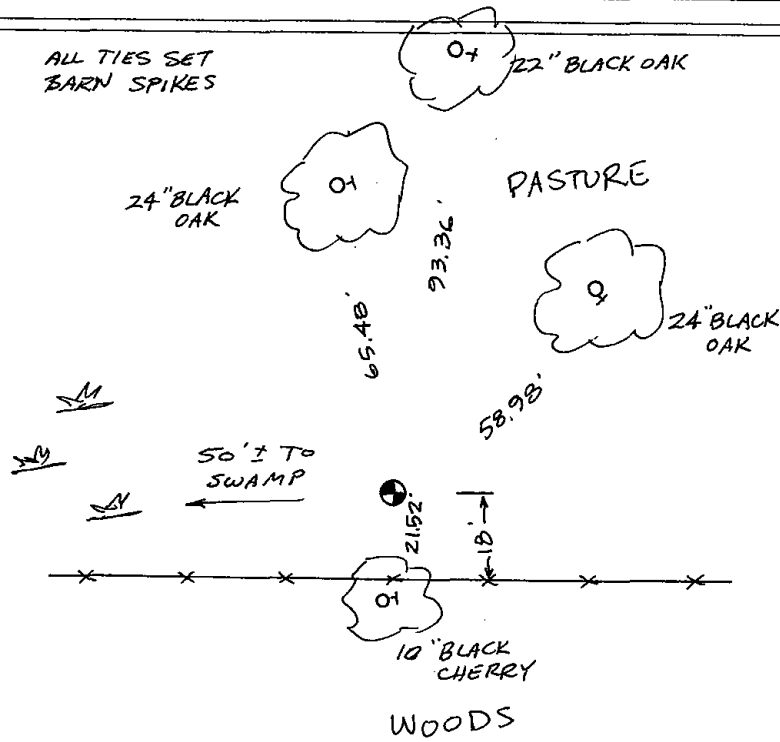 ALL TIES SET
BARN SPIKES
22" BLACK OAK
24" BLACK
OAK
PASTURE
93.36'
65.48'
24" BLACK
OAK
58.98'
50'± TO
SWAMP
21.52'
18'
10" BLACK
CHERRY
WOODS